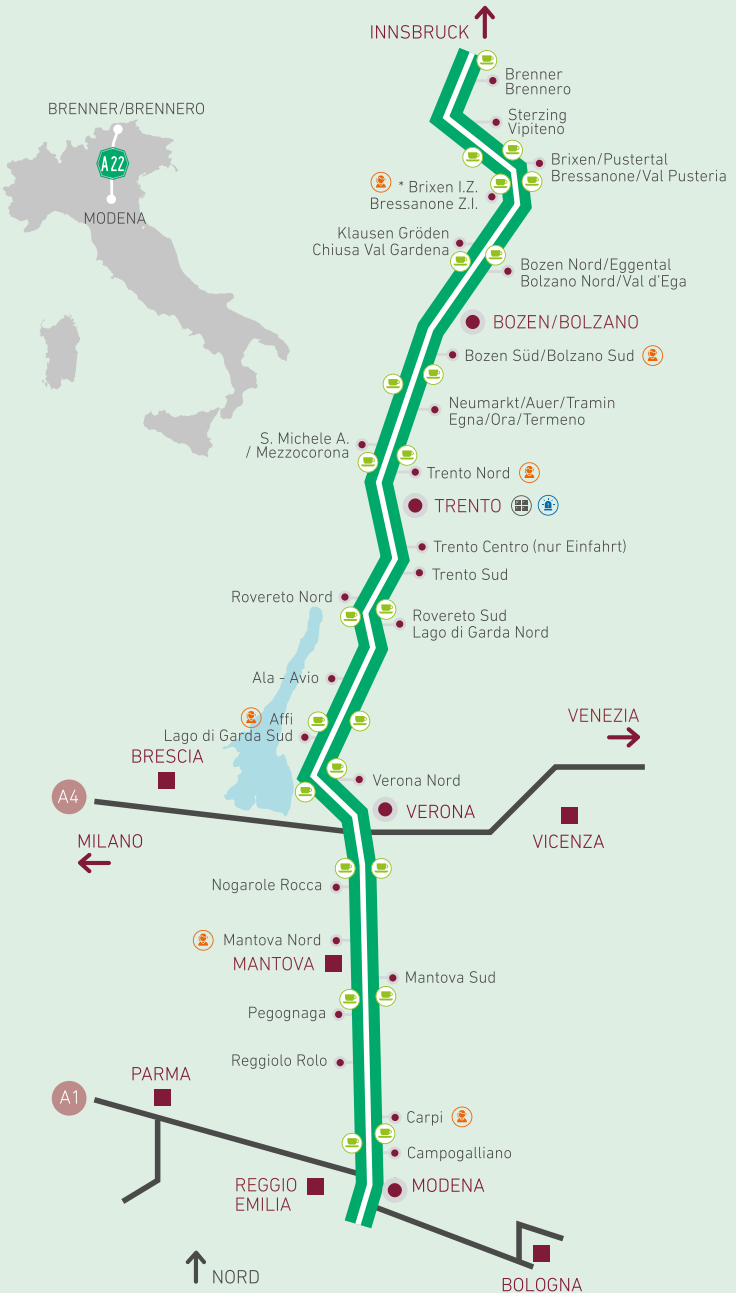 INNSBRUCK
Brenner
Brennero
BRENNER/BRENNERO
A22
MODENA
Sterzing
Vipiteno
Brixen/Pustertal
Bressanone/Val Pusteria
* Brixen I.Z.
Bressanone Z.I.
Klausen Gröden
Chiusa Val Gardena
Bozen Nord/Eggental
Bolzano Nord/Val d'Ega
BOZEN/BOLZANO
Bozen Süd/Bolzano Sud
Neumarkt/Auer/Tramin
Egna/Ora/Termeno
S. Michele A.
/ Mezzocorona
Trento Nord
TRENTO
Trento Centro (nur Einfahrt)
Trento Sud
Rovereto Nord
Rovereto Sud
Lago di Garda Nord
Ala - Avio
Affi
Lago di Garda Sud
VENEZIA
BRESCIA
Verona Nord
A4
VERONA
MILANO
VICENZA
Nogarole Rocca
Mantova Nord
MANTOVA
Mantova Sud
Pegognaga
Reggiolo Rolo
PARMA
A1
Carpi
Campogalliano
REGGIO
EMILIA
MODENA
NORD
BOLOGNA